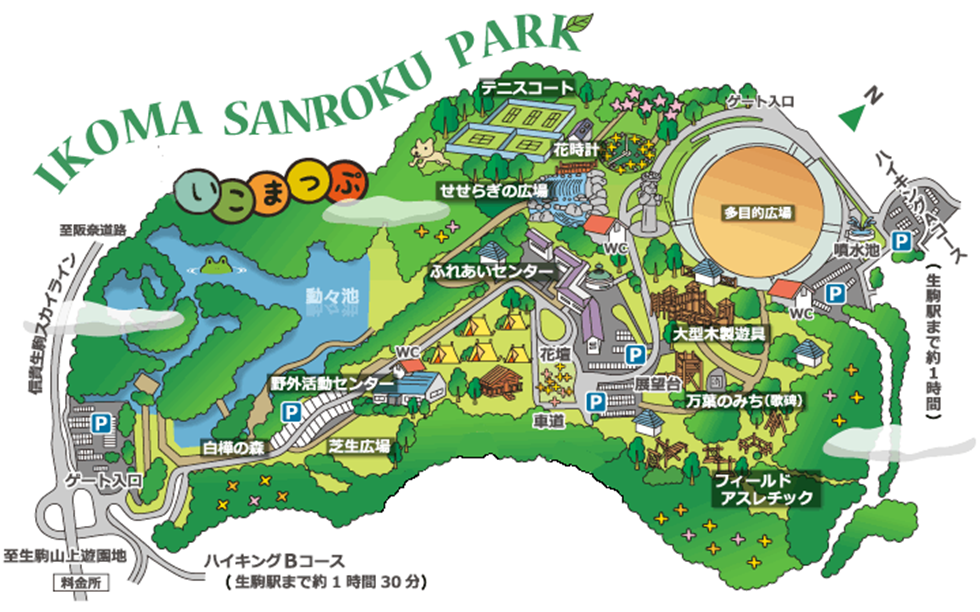 IKOMA SANROKU PARK
いこまっぷ
テニスコート
花時計
ゲート入口
N
せせらぎの広場
多目的広場
ハイキングAコース
(生駒駅まで約1時間)
噴水池
P
P
WC
WC
至阪奈道路
信貴生駒スカイライン
動々池
ふれあいセンター
大型木製遊具
P
WC
花壇
展望台
野外活動センター
P
P
万葉のみち(歌碑)
車道
P
白樺の森
芝生広場
ゲート入口
フィールド
アスレチック
至生駒山上遊園地
料金所
ハイキングBコース
(生駒駅まで約1時間30分)